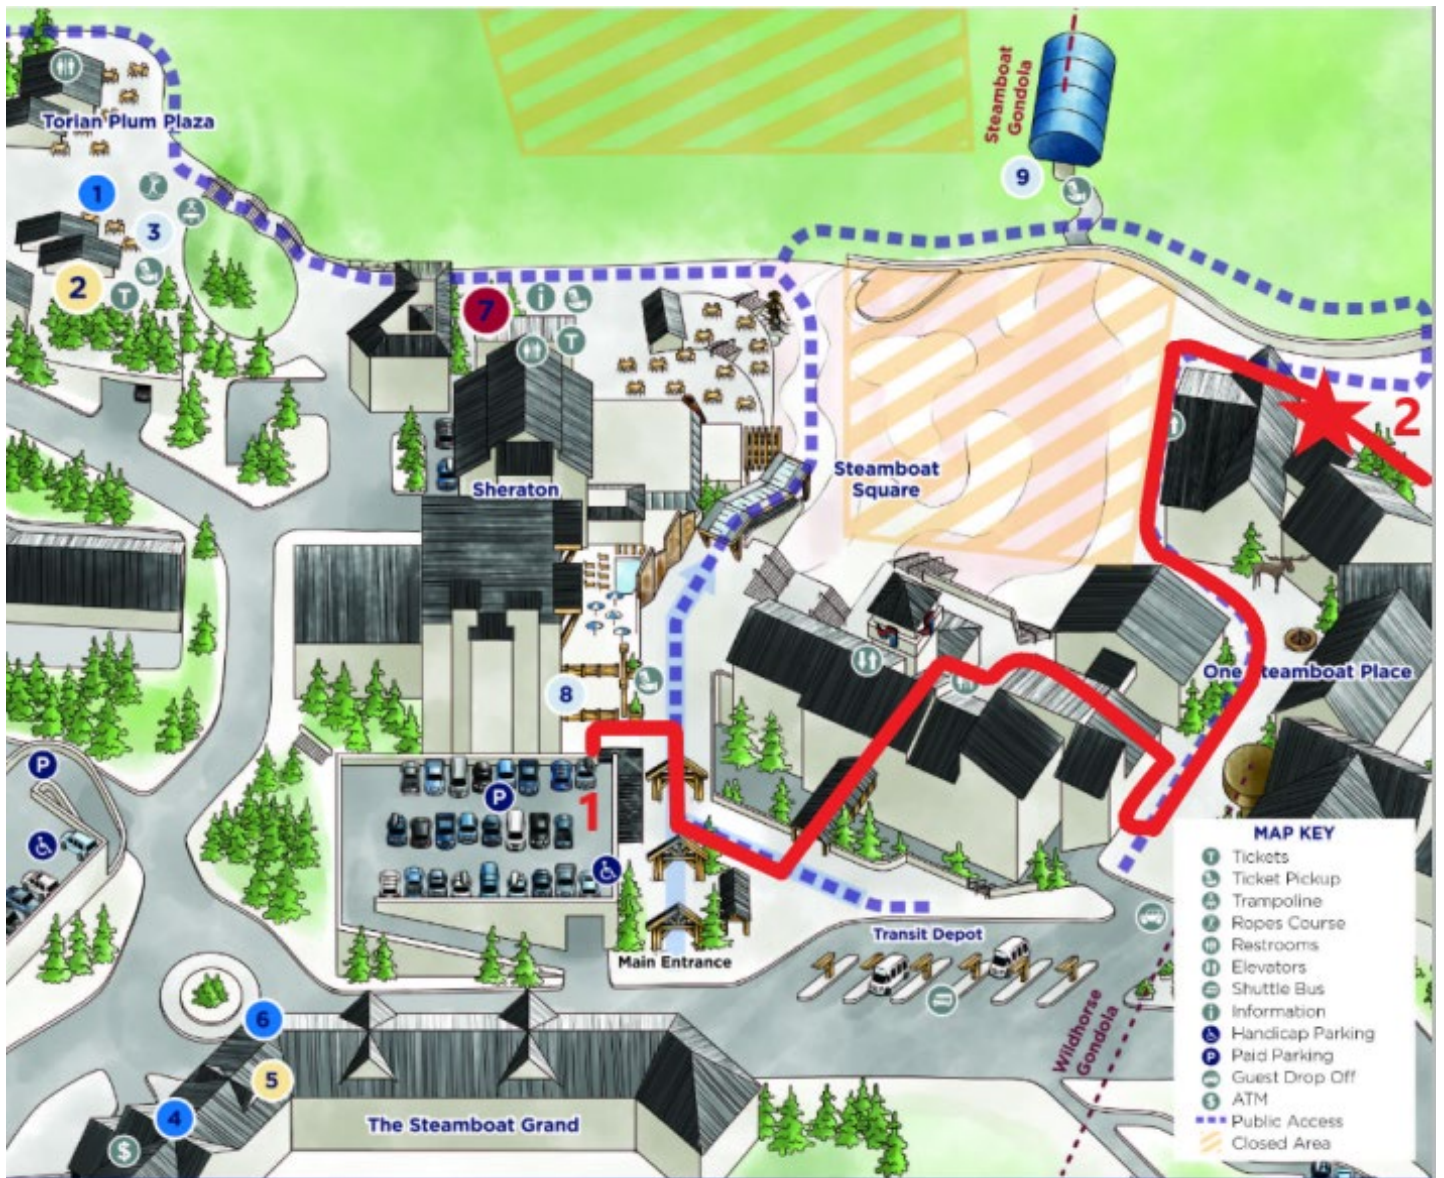 Steamboat
Gondola
9
Torian Plum Plaza
1
3
2
T
7
i
T
2
Sheraton
Steamboat
Square
8
One Steamboat Place
P
P
1
Transit Depot
Main Entrance
Wildhorse
Gondola
6
5
4
$
The Steamboat Grand
MAP KEY
T Tickets
Ticket Pickup
Trampoline
Ropes Course
Restrooms
Elevators
Shuttle Bus
i Information
Handicap Parking
P Paid Parking
Guest Drop Off
$ ATM
Public Access
Closed Area